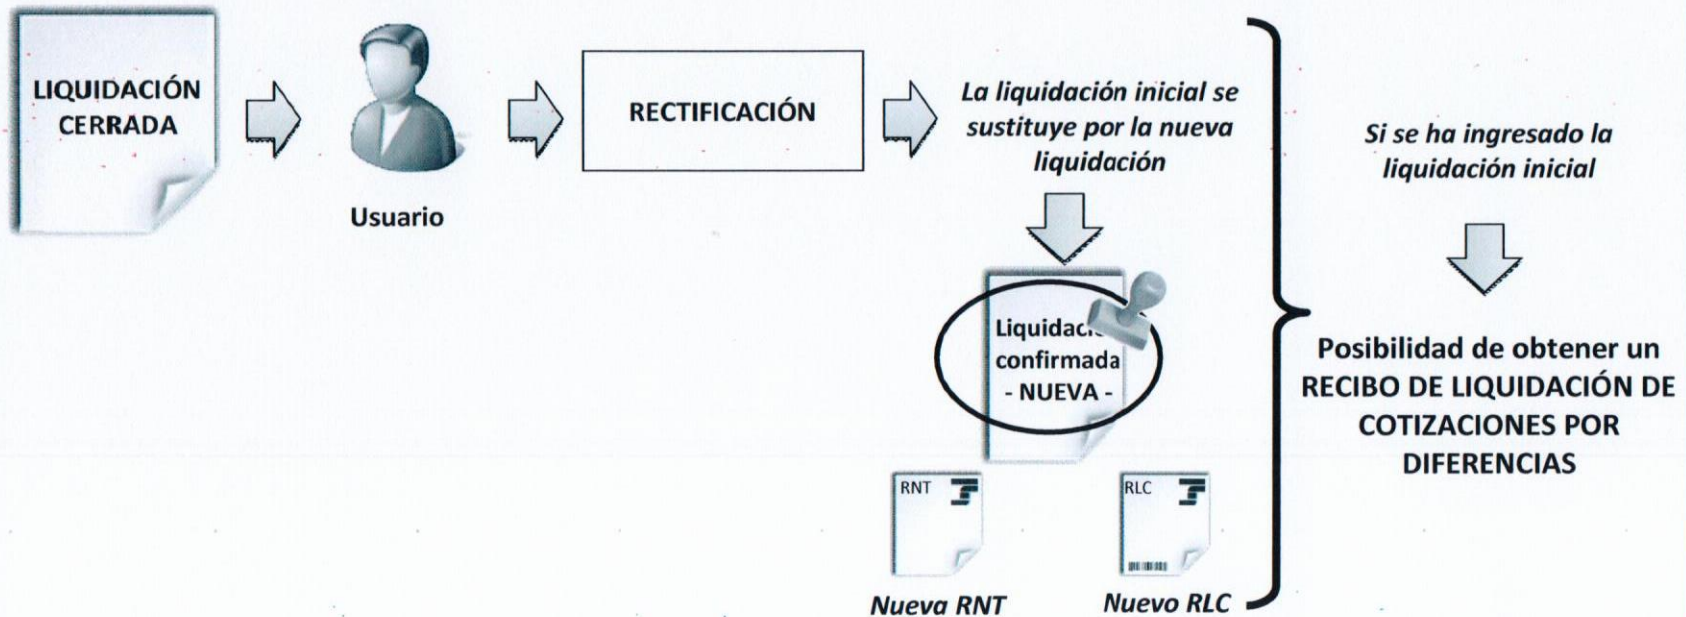 LIQUIDACIÓN
CERRADA
Usuario
RECTIFICACIÓN
La liquidación inicial se
sustituye por la nueva
liquidación
Liquidac
confirmada
- NUEVA -
RNT
Nueva RNT
RLC
Nuevo RLC
Si se ha ingresado la
liquidación inicial
Posibilidad de obtener un
RECIBO DE LIQUIDACIÓN DE
COTIZACIONES POR
DIFERENCIAS